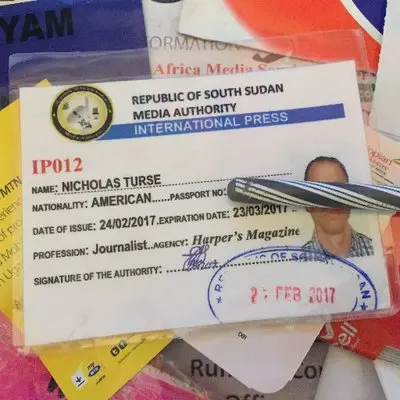 YAM
FORMATION
Africa Media
REPUBLIC OF SOUTH SUDAN
MEDIA AUTHORITY
INTERNATIONAL PRESS
IP012
NAME: NICHOLAS TURSE
NATIONALITY: AMERICAN......PASSPORT NO:
DATE OF ISSUE: 24/02/2017.EXPIRATION DATE: 23/03/2017
PROFESSION: Journalist..AGENCY: Harper's Magazine
SIGNATURE OF THE AUTHORITY:
FEB 2017
MTN